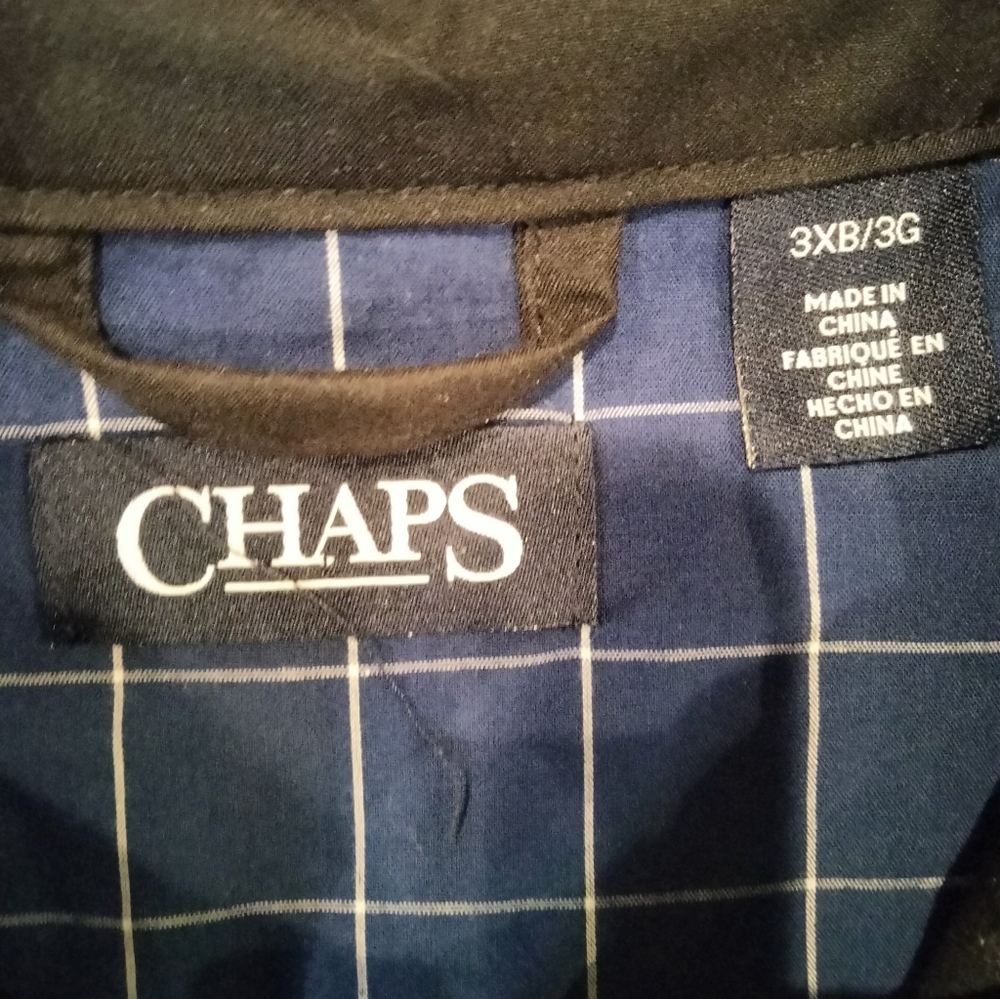 3XB/3G
MADE IN
CHINA
FABRIQUÉ EN
CHINE
HECHO EN
CHINA
CHAPS